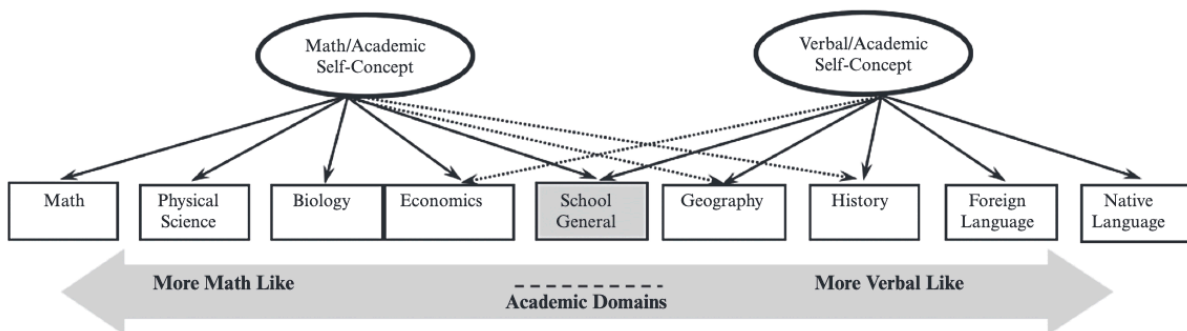 Math/Academic
Self-Concept
Verbal/Academic
Self-Concept
Math
Physical
Science
Biology
Economics
School
General
Geography
History
Foreign
Language
Native
Language
More Math Like
More Verbal Like
Academic Domains